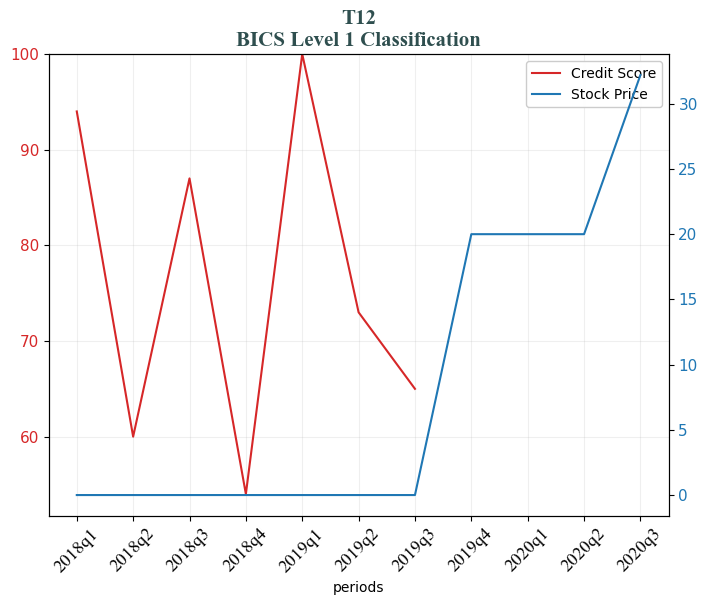 T12
BICS Level 1 Classification
Credit Score
Stock Price
100
90
80
70
60
30
25
20
15
10
5
0
2018q1
2018q2
2018q3
2018q4
2019q1
2019q2
2019q3
2019q4
2020q1
2020q2
2020q3
periods